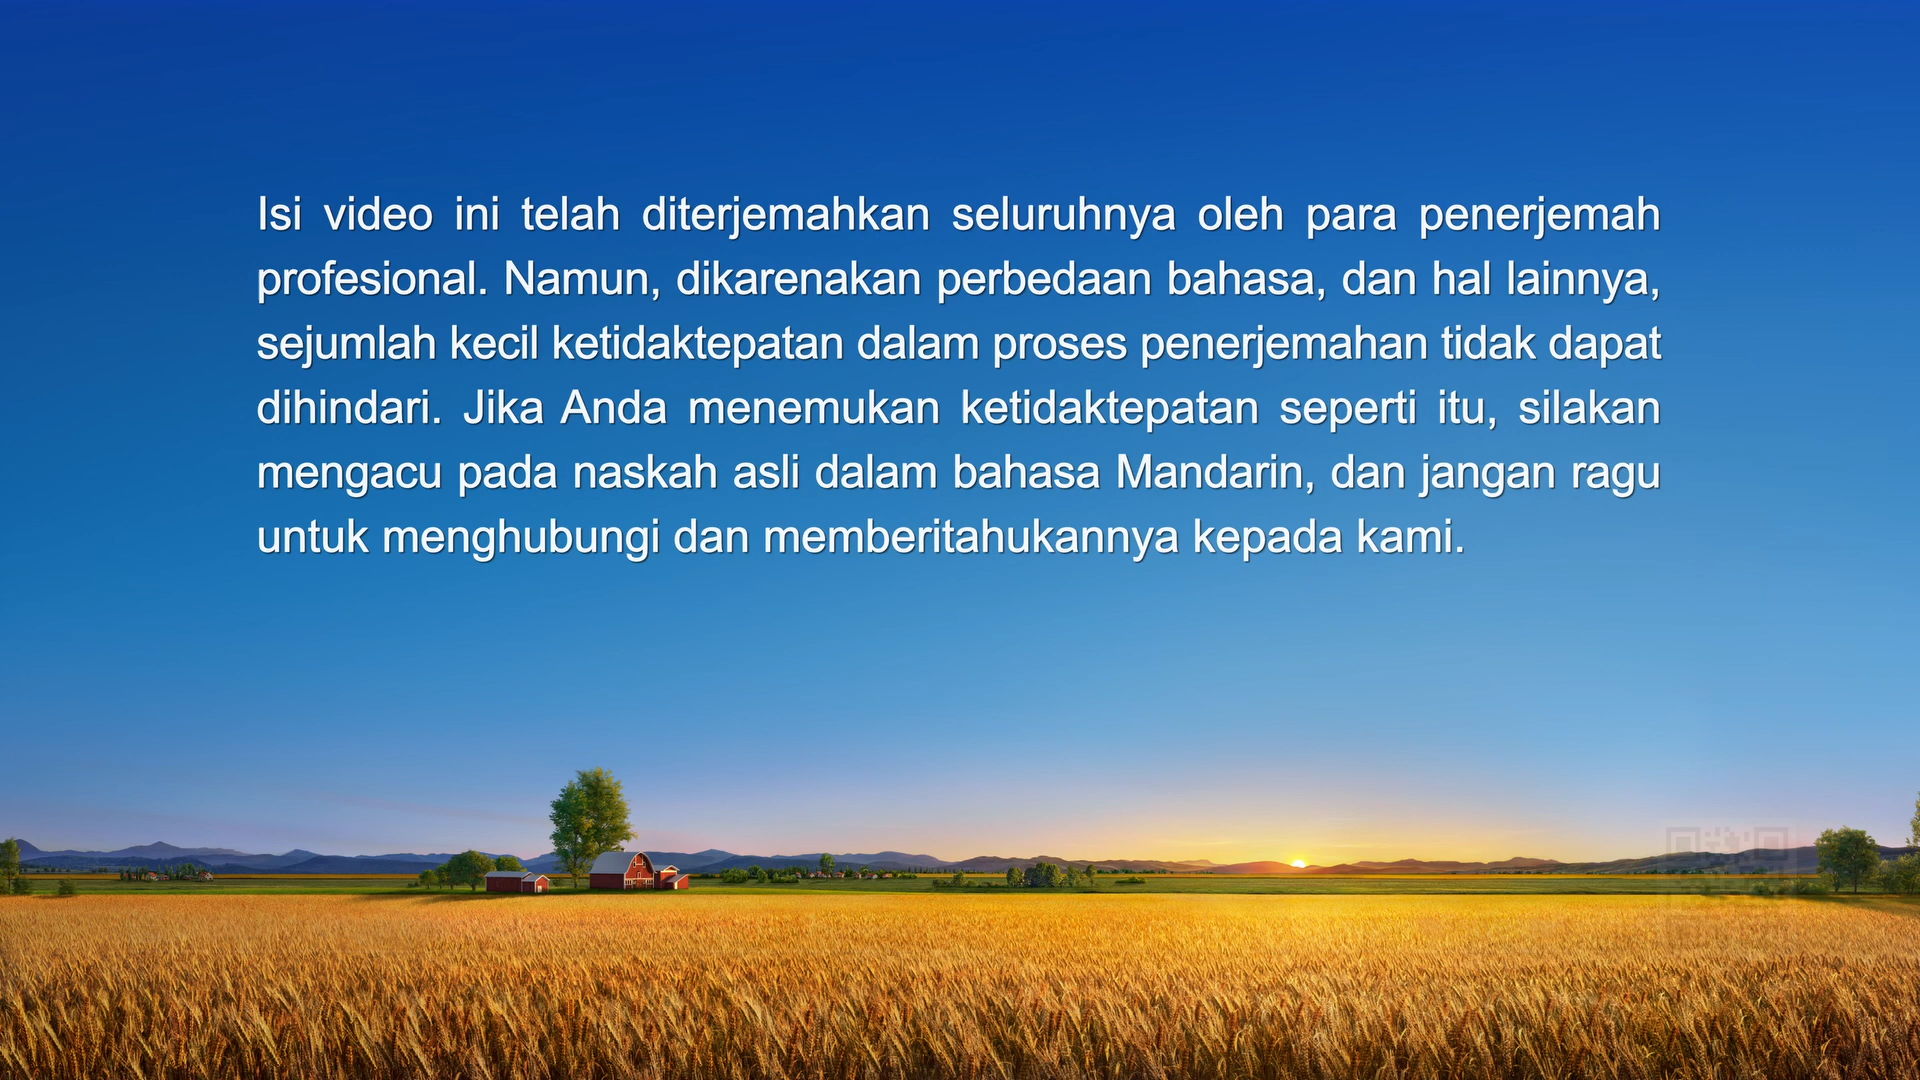 Isi video ini telah diterjemahkan seluruhnya oleh para penerjemah
profesional. Namun, dikarenakan perbedaan bahasa, dan hal lainnya,
sejumlah kecil ketidaktepatan dalam proses penerjemahan tidak dapat
dihindari. Jika Anda menemukan ketidaktepatan seperti itu, silakan
mengacu pada naskah asli dalam bahasa Mandarin, dan jangan ragu
untuk menghubungi dan memberitahukannya kepada kami.